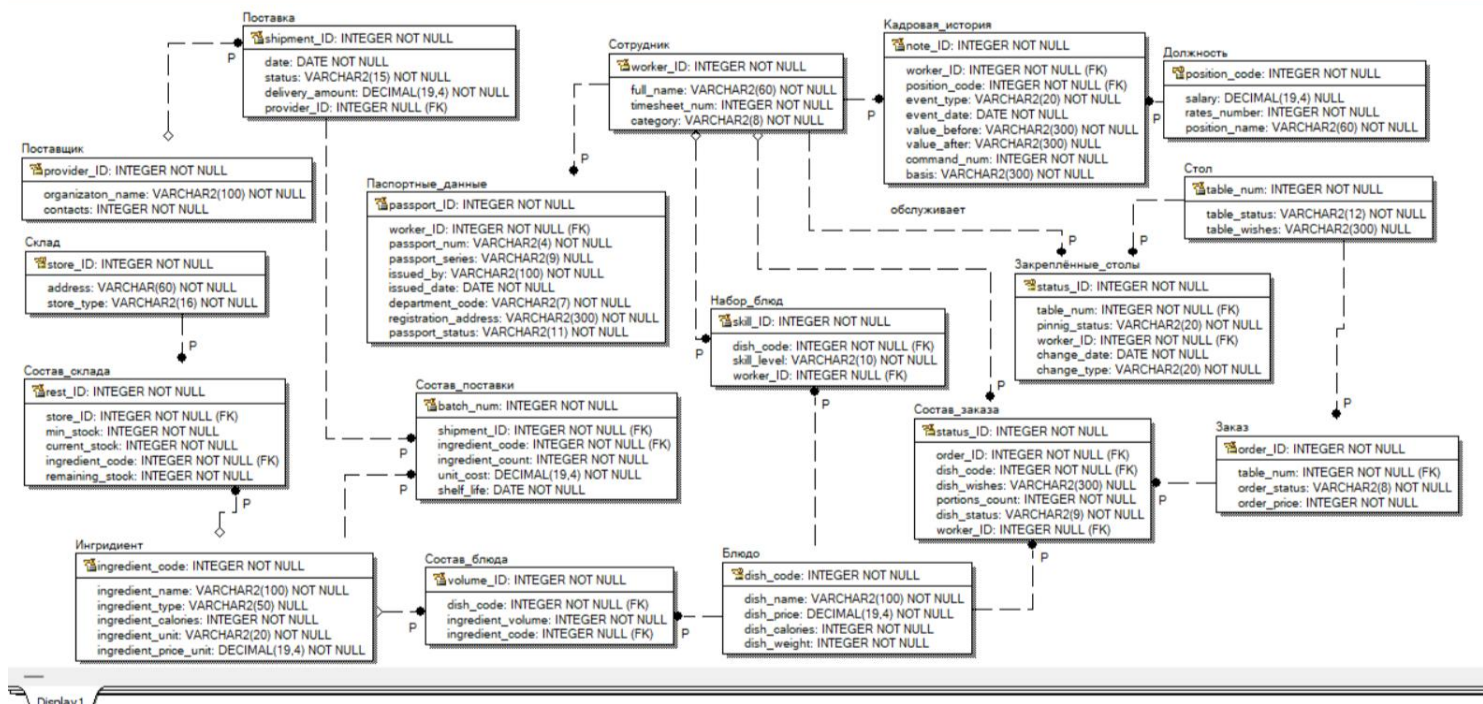 Поставка
shipment_ID: INTEGER NOT NULL
date: DATE NOT NULL
status: VARCHAR2(15) NOT NULL
delivery_amount: DECIMAL(19,4) NOT NULL
provider_ID: INTEGER NULL (FK)
P
Поставщик
provider_ID: INTEGER NOT NULL
organizaton_name: VARCHAR2(100) NOT NULL
contacts: INTEGER NOT NULL
Склад
store_ID: INTEGER NOT NULL
address: VARCHAR(60) NOT NULL
store_type: VARCHAR2(16) NOT NULL
P
Состав_склада
rest_ID: INTEGER NOT NULL
store_ID: INTEGER NOT NULL (FK)
min_stock: INTEGER NOT NULL
current_stock: INTEGER NOT NULL
ingredient_code: INTEGER NOT NULL (FK)
remaining_stock: INTEGER NOT NULL
P
Ингридиент
ingredient_code: INTEGER NOT NULL
ingredient_name: VARCHAR2(100) NOT NULL
ingredient_type: VARCHAR2(50) NULL
ingredient_calories: INTEGER NOT NULL
ingredient_unit: VARCHAR2(20) NOT NULL
ingredient_price_unit: DECIMAL(19,4) NOT NULL
Сотрудник
worker_ID: INTEGER NOT NULL
full_name: VARCHAR2(60) NOT NULL
timesheet_num: INTEGER NOT NULL
category: VARCHAR2(8) NOT NULL
P
Паспортные_данные
passport_ID: INTEGER NOT NULL
worker_ID: INTEGER NOT NULL (FK)
passport_num: VARCHAR2(4) NOT NULL
passport_series: VARCHAR2(9) NOT NULL
issued_by: VARCHAR2(100) NOT NULL
issued_date: DATE NOT NULL
department_code: VARCHAR2(7) NOT NULL
registration_address: VARCHAR2(300) NOT NULL
passport_status: VARCHAR2(11) NOT NULL
Состав_поставки
batch_num: INTEGER NOT NULL
shipment_ID: INTEGER NOT NULL (FK)
ingredient_code: INTEGER NOT NULL (FK)
ingredient_count: INTEGER NOT NULL
unit_cost: DECIMAL(19,4) NOT NULL
shelf_life: DATE NOT NULL
P
P
Состав_блюда
volume_ID: INTEGER NOT NULL
dish_code: INTEGER NOT NULL (FK)
ingredient_volume: INTEGER NOT NULL
ingredient_code: INTEGER NULL (FK)
P
P
Кадровая_история
note_ID: INTEGER NOT NULL
worker_ID: INTEGER NOT NULL (FK)
position_code: INTEGER NOT NULL (FK)
event_type: VARCHAR2(20) NOT NULL
event_date: DATE NOT NULL
value_before: VARCHAR2(300) NOT NULL
value_after: VARCHAR2(300) NULL
command_num: INTEGER NOT NULL
basis: VARCHAR2(300) NOT NULL
P
P
Должность
position_code: INTEGER NOT NULL
salary: DECIMAL(19,4) NULL
rates_number: INTEGER NOT NULL
position_name: VARCHAR2(60) NOT NULL
Стол
table_num: INTEGER NOT NULL
table_status: VARCHAR2(12) NOT NULL
table_wishes: VARCHAR2(300) NULL
обслуживает
P
P
Закреплённые_столы
status_ID: INTEGER NOT NULL
table_num: INTEGER NOT NULL (FK)
pinnig_status: VARCHAR2(20) NOT NULL
worker_ID: INTEGER NOT NULL (FK)
change_date: DATE NOT NULL
change_type: VARCHAR2(20) NOT NULL
Набор_блюд
skill_ID: INTEGER NOT NULL
dish_code: INTEGER NOT NULL (FK)
skill_level: VARCHAR2(10) NOT NULL
worker_ID: INTEGER NULL (FK)
P
P
Состав_заказа
status_ID: INTEGER NOT NULL
order_ID: INTEGER NOT NULL (FK)
dish_code: INTEGER NOT NULL (FK)
dish_wishes: VARCHAR2(300) NULL
portions_count: INTEGER NOT NULL
dish_status: VARCHAR2(9) NOT NULL
worker_ID: INTEGER NULL (FK)
P
P
P
Заказ
order_ID: INTEGER NOT NULL
table_num: INTEGER NOT NULL (FK)
order_status: VARCHAR2(8) NOT NULL
order_price: INTEGER NOT NULL
P
Блюдо
dish_code: INTEGER NOT NULL
dish_name: VARCHAR2(100) NOT NULL
dish_price: DECIMAL(19,4) NOT NULL
dish_calories: INTEGER NOT NULL
dish_weight: INTEGER NOT NULL
Display1